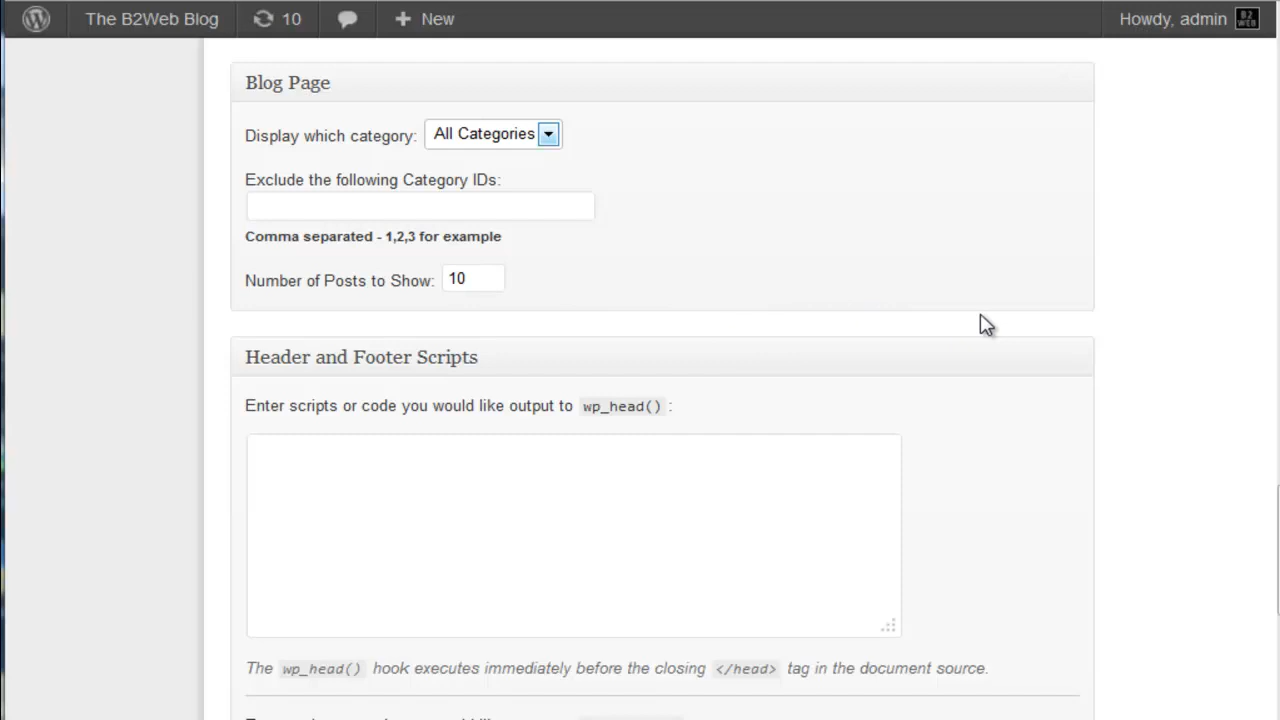 The B2Web Blog 10 New Howdy, admin B2 WEB
Blog Page
Display which category: All Categories
Exclude the following Category IDs:
Comma separated - 1,2,3 for example
Number of Posts to Show: 10
Header and Footer Scripts
Enter scripts or code you would like output to wp_head() :
The wp_head() hook executes immediately before the closing </head> tag in the document source.